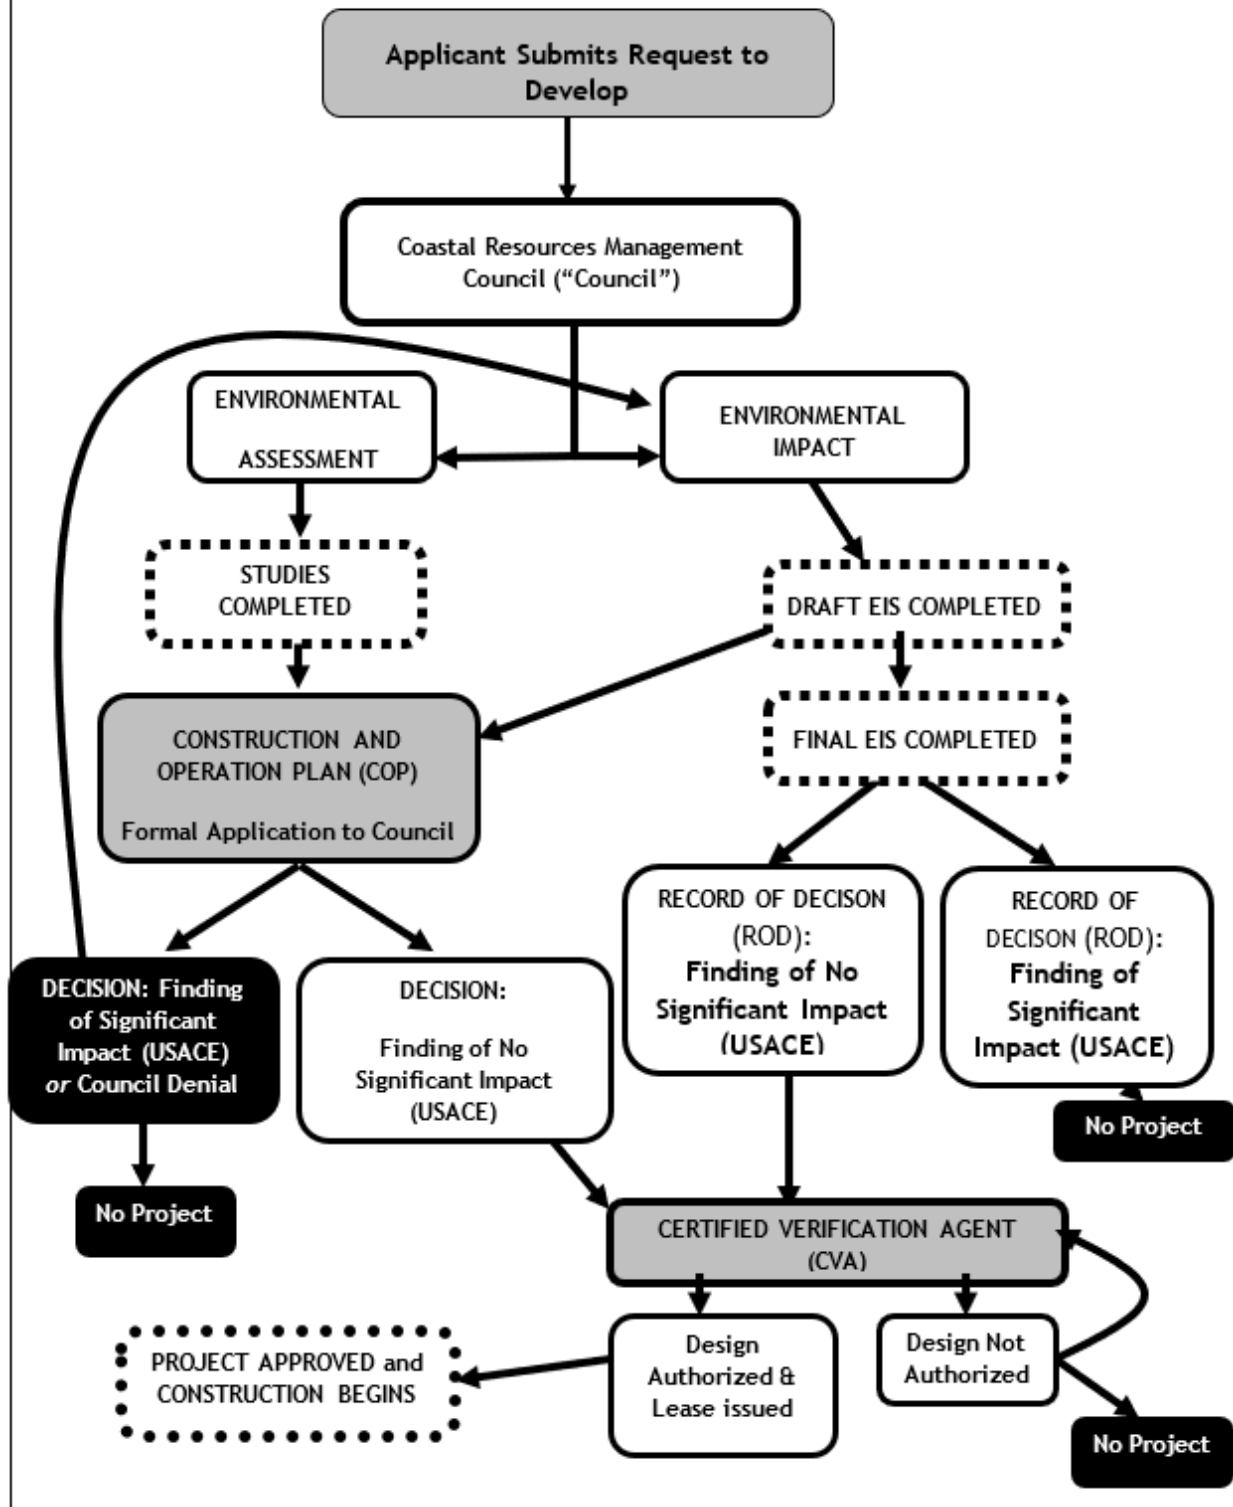 Applicant Submits Request to
Develop
Coastal Resources Management
Council (“Council”)
ENVIRONMENTAL
ASSESSMENT
ENVIRONMENTAL
IMPACT
STUDIES
COMPLETED
DRAFT EIS COMPLETED
CONSTRUCTION AND
OPERATION PLAN (COP)
Formal Application to Council
FINAL EIS COMPLETED
RECORD OF DECISON
(ROD):
Finding of No
Significant Impact
(USACE)
RECORD OF
DECISON (ROD):
Finding of
Significant
Impact (USACE)
DECISION: Finding
of Significant
Impact (USACE)
or Council Denial
DECISION:
Finding of No
Significant Impact
(USACE)
No Project
No Project
CERTIFIED VERIFICATION AGENT
(CVA)
PROJECT APPROVED and
CONSTRUCTION BEGINS
Design
Authorized &
Lease issued
Design Not
Authorized
No Project